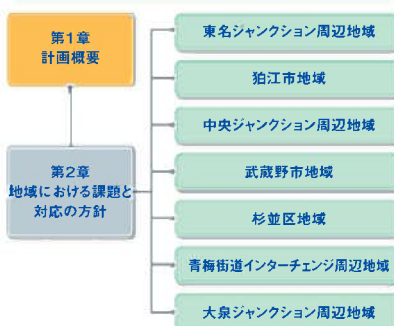 第1章
計画概要
第2章
地域における課題と
対応の方針
東名ジャンクション周辺地域
狛江市地域
中央ジャンクション周辺地域
武蔵野市地域
杉並区地域
青梅街道インターチェンジ周辺地域
大泉ジャンクション周辺地域